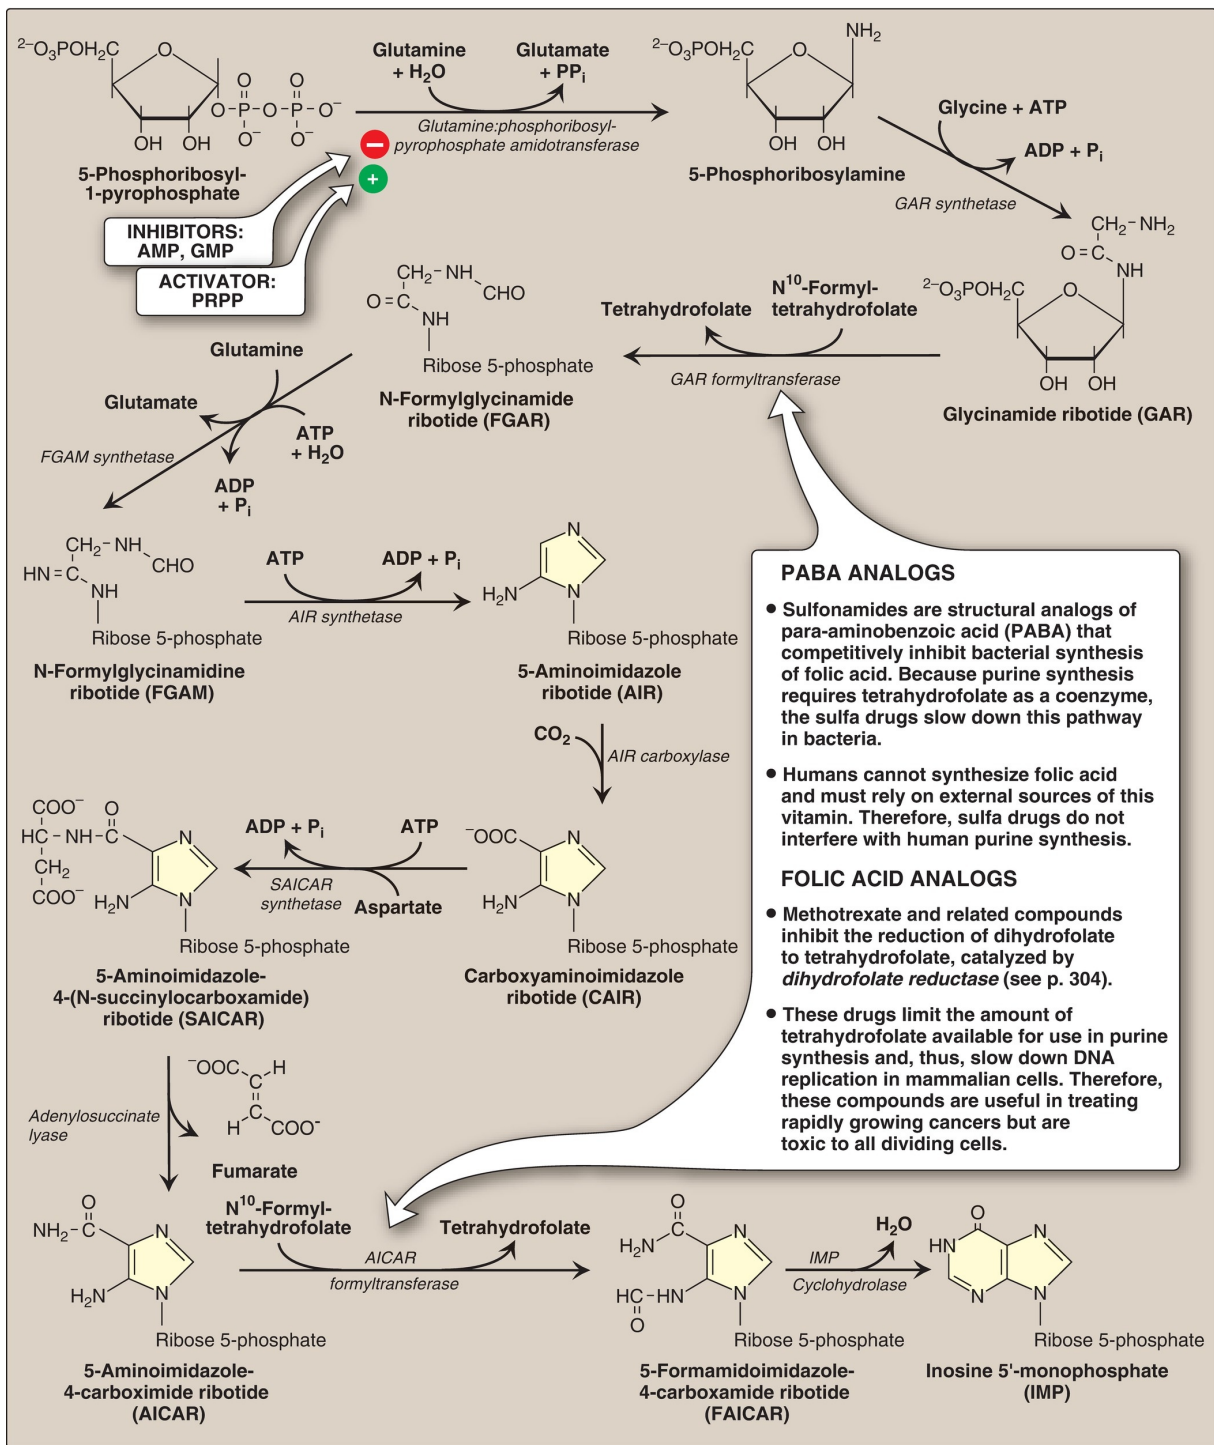 ²⁻O₃POH₂C
O
O O
O–P–O–P–O⁻
O⁻ O⁻
OH OH
5-Phosphoribosyl-
1-pyrophosphate
Glutamine
+ H₂O
Glutamate
+ PPᵢ
Glutamine:phosphoribosyl-
pyrophosphate amidotransferase
−
+
INHIBITORS:
AMP, GMP
ACTIVATOR:
PRPP
²⁻O₃POH₂C
O
NH₂
OH OH
5-Phosphoribosylamine
Glycine + ATP
ADP + Pᵢ
GAR synthetase
CH₂–NH₂
O=C
NH
²⁻O₃POH₂C
O
OH OH
Glycinamide ribotide (GAR)
N¹⁰-Formyl-
tetrahydrofolate
Tetrahydrofolate
GAR formyltransferase
CH₂–NH
CHO
O=C
NH
Ribose 5-phosphate
N-Formylglycinamide
ribotide (FGAR)
Glutamine
Glutamate
ATP
+ H₂O
FGAM synthetase
ADP
+ Pᵢ
CH₂–NH
CHO
HN=C
NH
Ribose 5-phosphate
N-Formylglycinamidine
ribotide (FGAM)
ATP
ADP + Pᵢ
AIR synthetase
N
H₂N
N
Ribose 5-phosphate
5-Aminoimidazole
ribotide (AIR)
CO₂
AIR carboxylase
⁻OOC
N
H₂N
N
Ribose 5-phosphate
Carboxyaminoimidazole
ribotide (CAIR)
ATP
ADP + Pᵢ
SAICAR
synthetase
Aspartate
COO⁻
O
HC–NH–C
CH₂
COO⁻
N
H₂N
N
Ribose 5-phosphate
5-Aminoimidazole-
4-(N-succinylocarboxamide)
ribotide (SAICAR)
Adenylosuccinate
lyase
⁻OOC
H
C
C
H
COO⁻
Fumarate
O
NH₂–C
N
H₂N
N
Ribose 5-phosphate
5-Aminoimidazole-
4-carboximide ribotide
(AICAR)
N¹⁰-Formyl-
tetrahydrofolate
Tetrahydrofolate
AICAR
formyltransferase
O
C
H₂N
N
HC–HN
O
N
Ribose 5-phosphate
5-Formamidoimidazole-
4-carboxamide ribotide
(FAICAR)
H₂O
IMP
Cyclohydrolase
O
HN
N
N
N
Ribose 5-phosphate
Inosine 5'-monophosphate
(IMP)
PABA ANALOGS
• Sulfonamides are structural analogs of
para-aminobenzoic acid (PABA) that
competitively inhibit bacterial synthesis
of folic acid. Because purine synthesis
requires tetrahydrofolate as a coenzyme,
the sulfa drugs slow down this pathway
in bacteria.
• Humans cannot synthesize folic acid
and must rely on external sources of this
vitamin. Therefore, sulfa drugs do not
interfere with human purine synthesis.
FOLIC ACID ANALOGS
• Methotrexate and related compounds
inhibit the reduction of dihydrofolate
to tetrahydrofolate, catalyzed by
dihydrofolate reductase (see p. 304).
• These drugs limit the amount of
tetrahydrofolate available for use in purine
synthesis and, thus, slow down DNA
replication in mammalian cells. Therefore,
these compounds are useful in treating
rapidly growing cancers but are
toxic to all dividing cells.